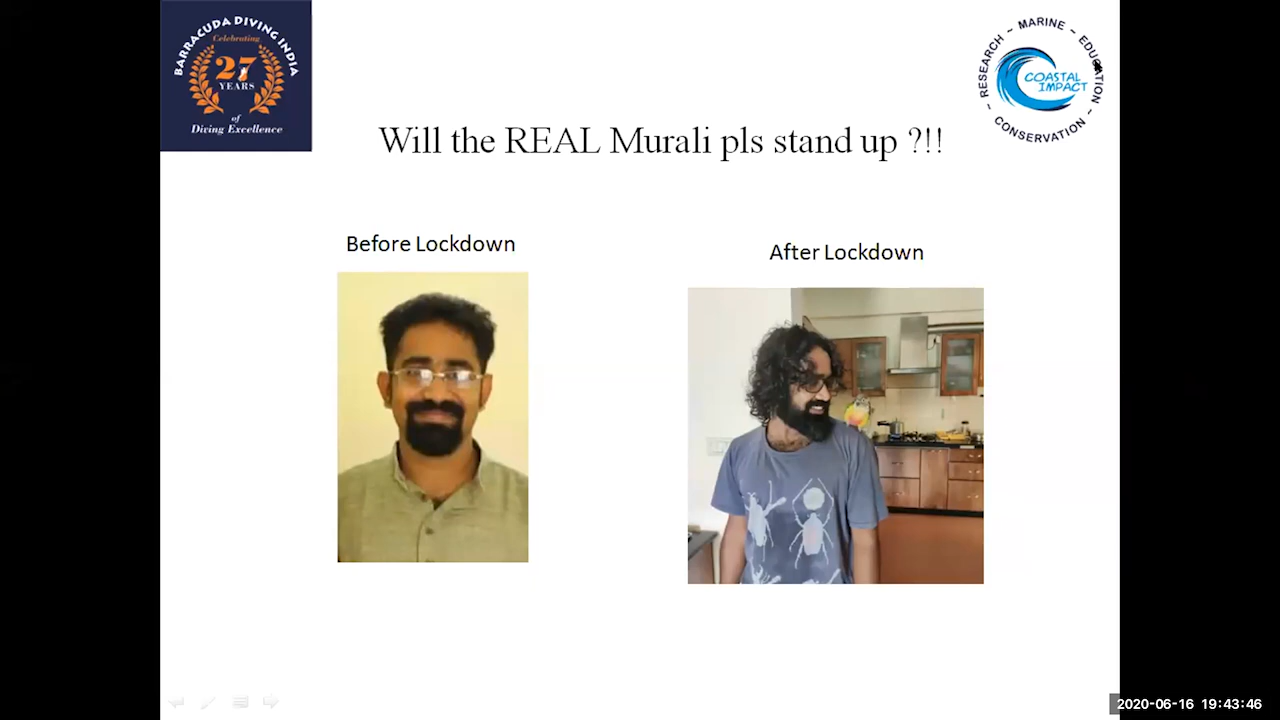 BARRACUDA DIVING INDIA
Celebrating
27
YEARS
of
Diving Excellence
RESEARCH ~ MARINE ~ EDUCATION ~ CONSERVATION ~
COASTAL
IMPACT
Will the REAL Murali pls stand up ?!!
Before Lockdown
After Lockdown
2020-06-16 19:43:46